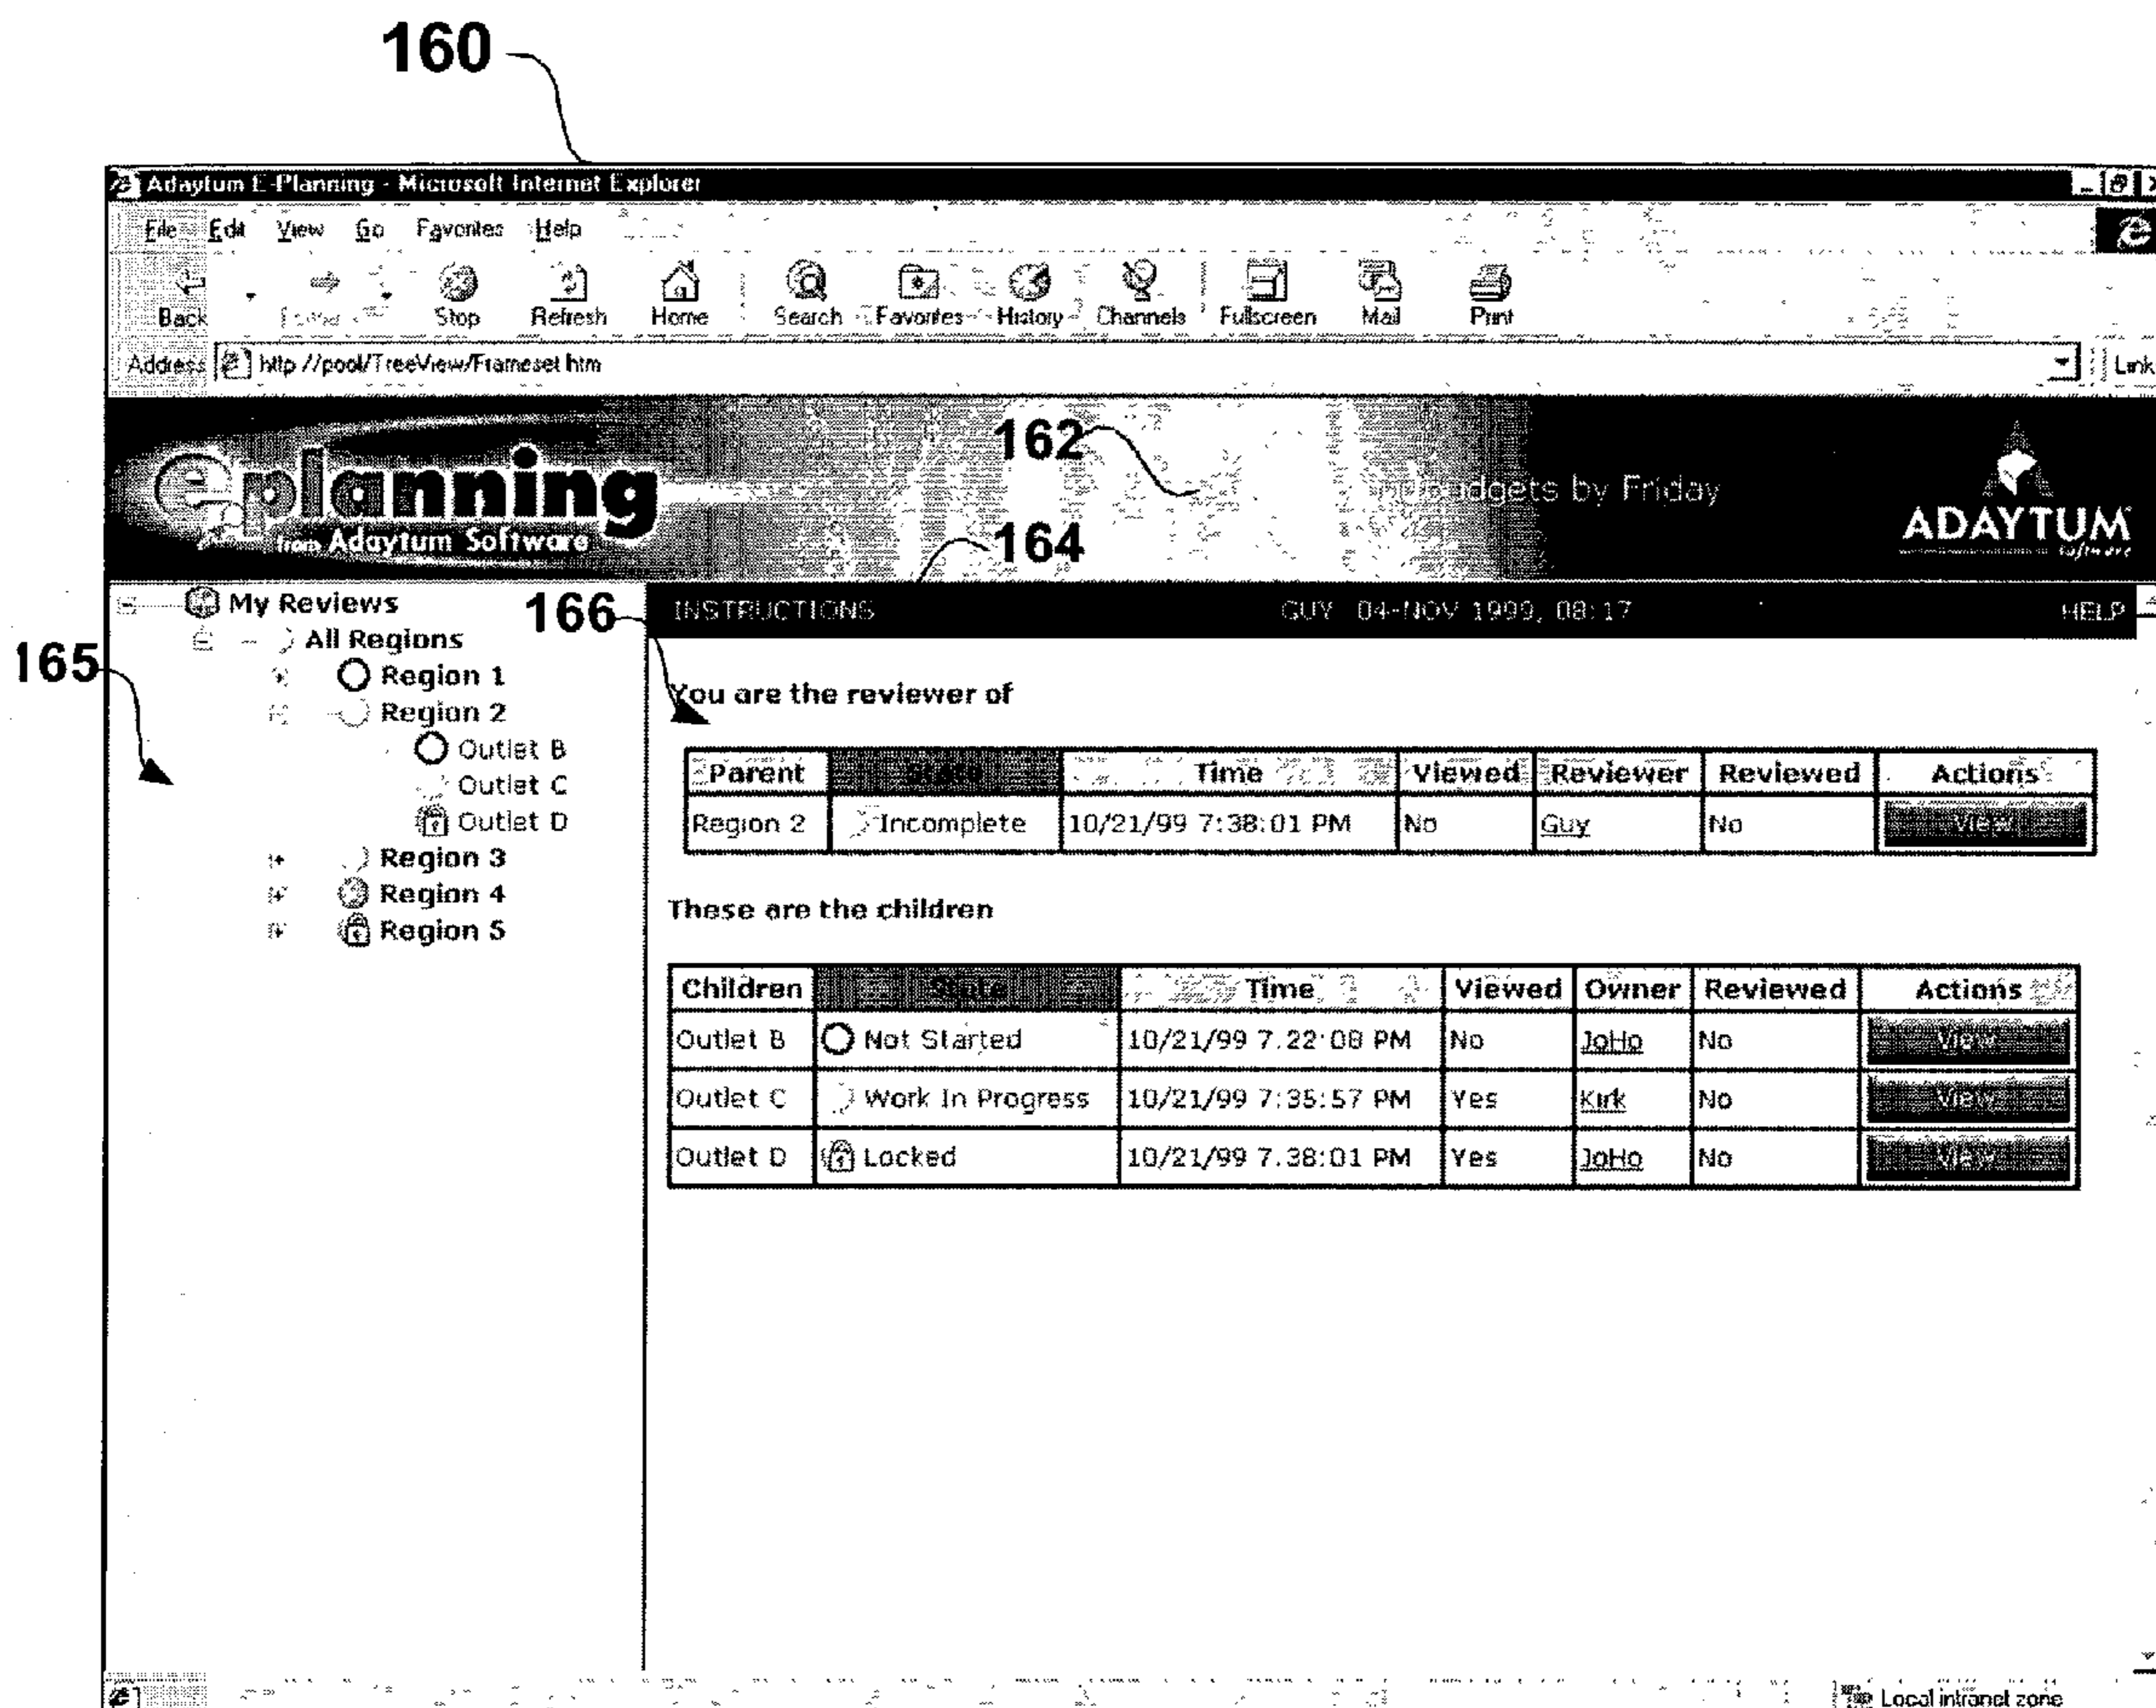 160
Adaytum E-Planning - Microsoft Internet Explorer
File Edit View Go Favorites Help
Back Stop Refresh Home Search Favorites History Channels Fullscreen Mail Print
Address http //pool/TreeView/Frameset htm Link
eplanning
from Adaytum Software
162
budgets by Friday
164
ADAYTUM
software
165
166
My Reviews
All Regions
Region 1
Region 2
Outlet B
Outlet C
Outlet D
Region 3
Region 4
Region 5
INSTRUCTIONS GUY 04-NOV 1999, 08:17 HELP
You are the reviewer of
Parent State Time Viewed Reviewer Reviewed Actions
Region 2 Incomplete 10/21/99 7:38:01 PM No Guy No View
These are the children
Children State Time Viewed Owner Reviewed Actions
Outlet B Not Started 10/21/99 7.22:08 PM No JoHo No View
Outlet C Work In Progress 10/21/99 7:35:57 PM Yes Kirk No View
Outlet D Locked 10/21/99 7.38:01 PM Yes JoHo No View
Local intranet zone